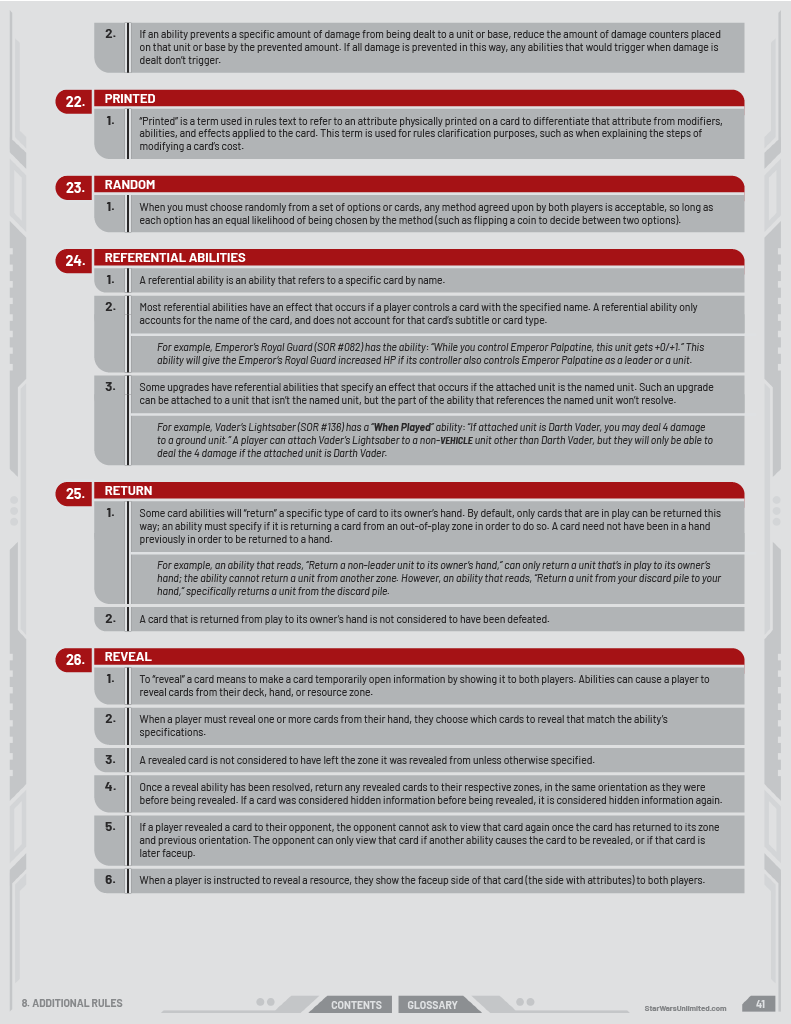 2. If an ability prevents a specific amount of damage from being dealt to a unit or base, reduce the amount of damage counters placed
on that unit or base by the prevented amount. If all damage is prevented in this way, any abilities that would trigger when damage is
dealt don’t trigger.
22. PRINTED
1. “Printed” is a term used in rules text to refer to an attribute physically printed on a card to differentiate that attribute from modifiers,
abilities, and effects applied to the card. This term is used for rules clarification purposes, such as when explaining the steps of
modifying a card’s cost.
23. RANDOM
1. When you must choose randomly from a set of options or cards, any method agreed upon by both players is acceptable, so long as
each option has an equal likelihood of being chosen by the method (such as flipping a coin to decide between two options).
24. REFERENTIAL ABILITIES
1. A referential ability is an ability that refers to a specific card by name.
2. Most referential abilities have an effect that occurs if a player controls a card with the specified name. A referential ability only
accounts for the name of the card, and does not account for that card’s subtitle or card type.
For example, Emperor’s Royal Guard (SOR #082) has the ability: “While you control Emperor Palpatine, this unit gets +0/+1.” This
ability will give the Emperor’s Royal Guard increased HP if its controller also controls Emperor Palpatine as a leader or a unit.
3. Some upgrades have referential abilities that specify an effect that occurs if the attached unit is the named unit. Such an upgrade
can be attached to a unit that isn’t the named unit, but the part of the ability that references the named unit won’t resolve.
For example, Vader’s Lightsaber (SOR #136) has a “When Played” ability: “If attached unit is Darth Vader, you may deal 4 damage
to a ground unit.” A player can attach Vader’s Lightsaber to a non-VEHICLE unit other than Darth Vader, but they will only be able to
deal the 4 damage if the attached unit is Darth Vader.
25. RETURN
1. Some card abilities will “return” a specific type of card to its owner’s hand. By default, only cards that are in play can be returned this
way; an ability must specify if it is returning a card from an out-of-play zone in order to do so. A card need not have been in a hand
previously in order to be returned to a hand.
For example, an ability that reads, “Return a non-leader unit to its owner’s hand,” can only return a unit that’s in play to its owner’s
hand; the ability cannot return a unit from another zone. However, an ability that reads, “Return a unit from your discard pile to your
hand,” specifically returns a unit from the discard pile.
2. A card that is returned from play to its owner’s hand is not considered to have been defeated.
26. REVEAL
1. To “reveal” a card means to make a card temporarily open information by showing it to both players. Abilities can cause a player to
reveal cards from their deck, hand, or resource zone.
2. When a player must reveal one or more cards from their hand, they choose which cards to reveal that match the ability’s
specifications.
3. A revealed card is not considered to have left the zone it was revealed from unless otherwise specified.
4. Once a reveal ability has been resolved, return any revealed cards to their respective zones, in the same orientation as they were
before being revealed. If a card was considered hidden information before being revealed, it is considered hidden information again.
5. If a player revealed a card to their opponent, the opponent cannot ask to view that card again once the card has returned to its zone
and previous orientation. The opponent can only view that card if another ability causes the card to be revealed, or if that card is
later faceup.
6. When a player is instructed to reveal a resource, they show the faceup side of that card (the side with attributes) to both players.
8. ADDITIONAL RULES CONTENTS GLOSSARY StarWarsUnlimited.com 41